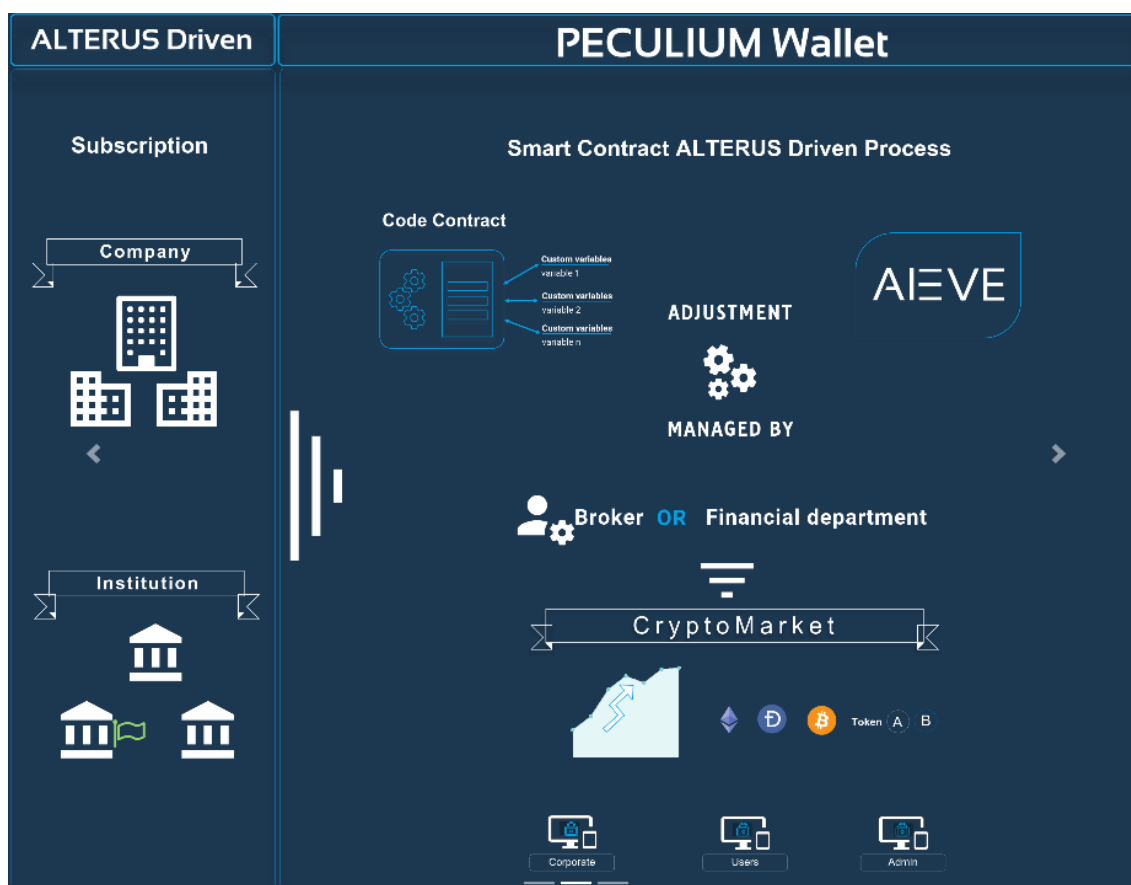 ALTERUS Driven
PECULIUM Wallet
Subscription
Smart Contract ALTERUS Driven Process
Company
Code Contract
Custom variables
variable 1
Custom variables
variable 2
Custom variables
variable n
AIEVE
ADJUSTMENT
MANAGED BY
Broker OR Financial department
Institution
CryptoMarket
Token A B
Corporate
Users
Admin